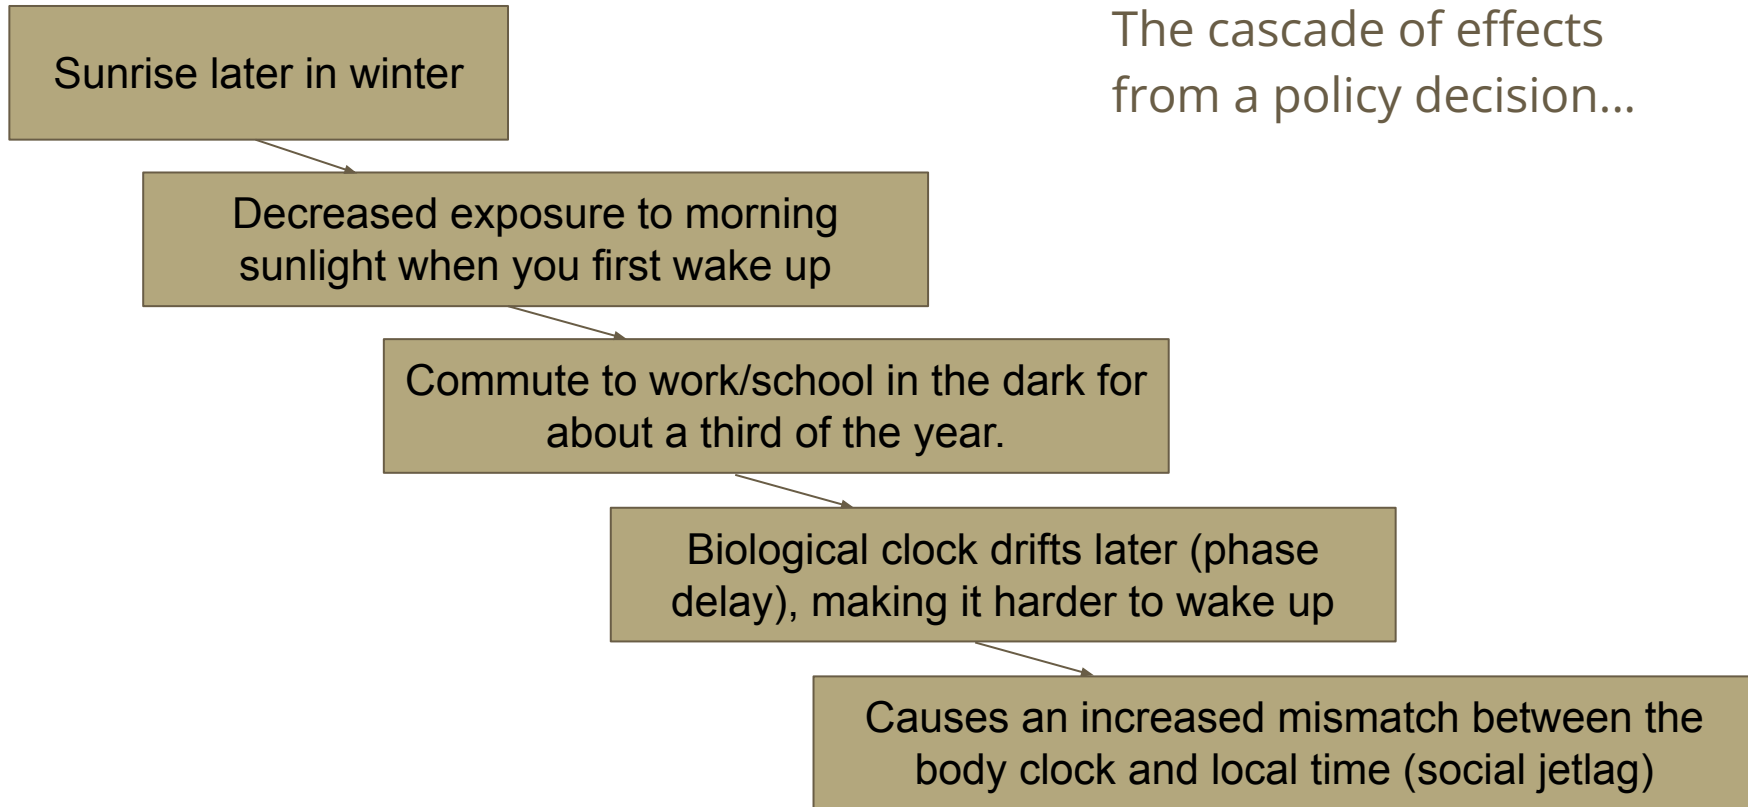 The cascade of effects
from a policy decision...
Sunrise later in winter
Decreased exposure to morning
sunlight when you first wake up
Commute to work/school in the dark for
about a third of the year.
Biological clock drifts later (phase
delay), making it harder to wake up
Causes an increased mismatch between the
body clock and local time (social jetlag)